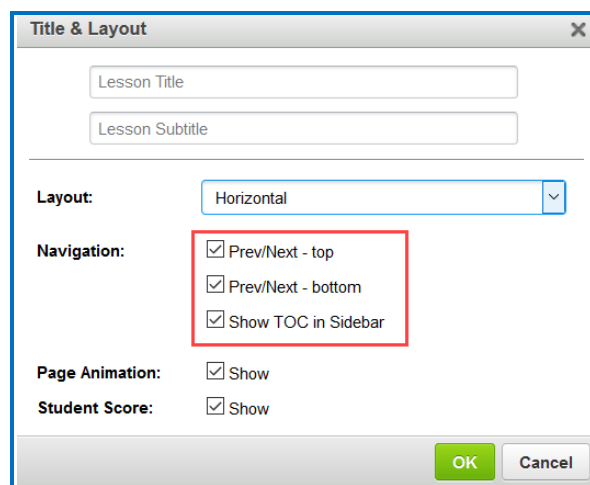 Title & Layout
Lesson Title
Lesson Subtitle
Layout: Horizontal
Navigation: Prev/Next - top
Prev/Next - bottom
Show TOC in Sidebar
Page Animation: Show
Student Score: Show
OK Cancel